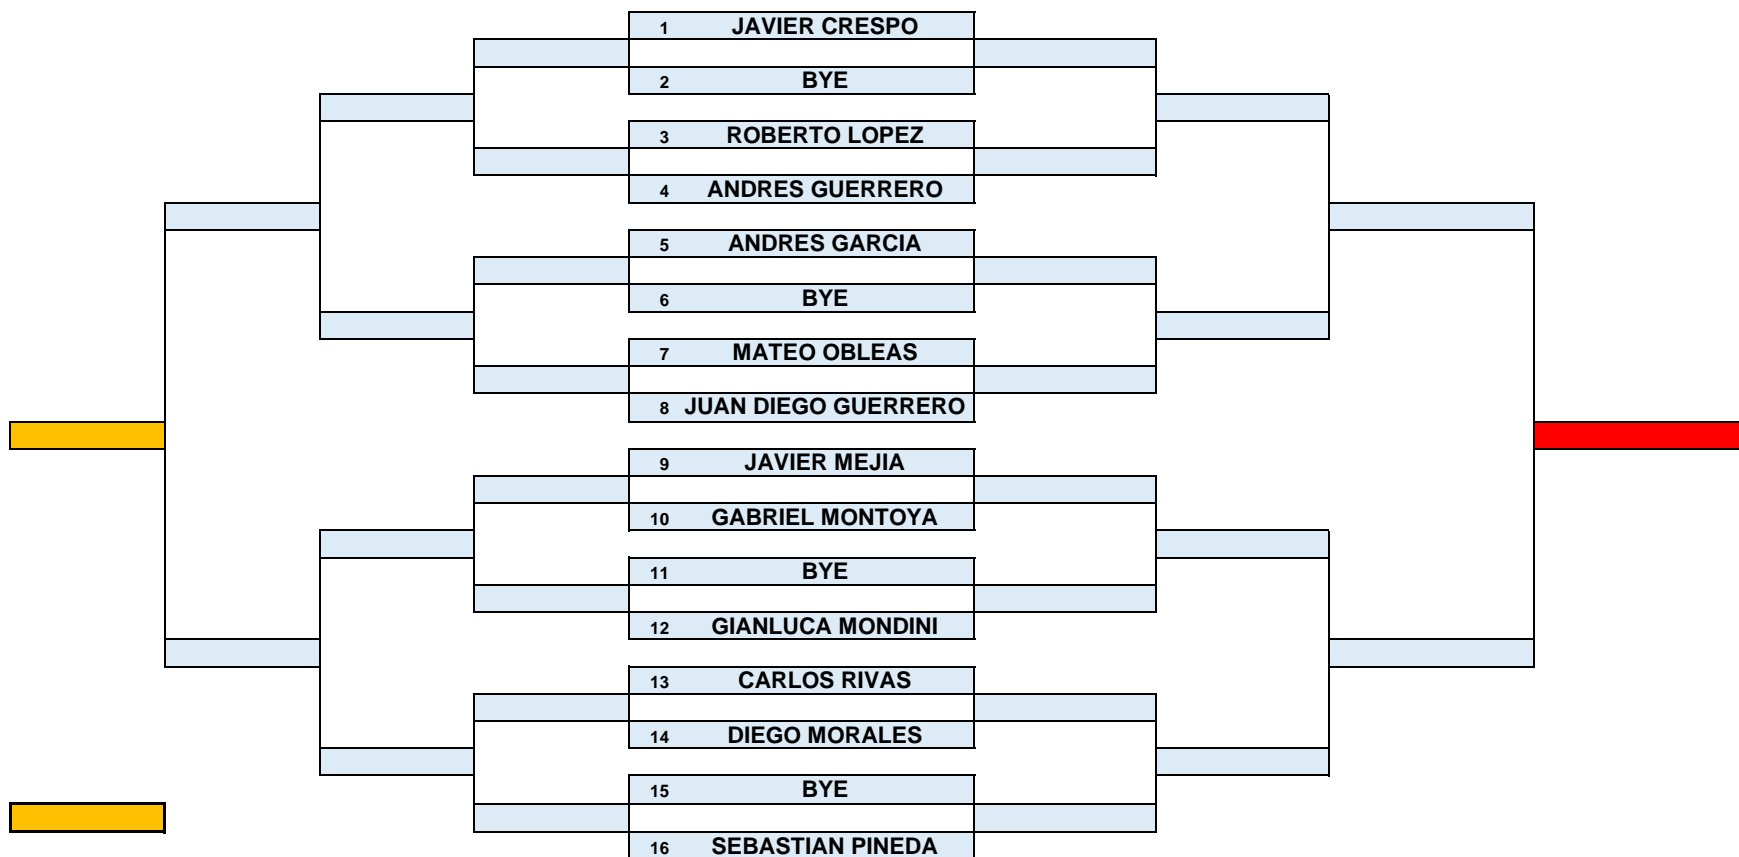 1 JAVIER CRESPO
2 BYE
3 ROBERTO LOPEZ
4 ANDRES GUERRERO
5 ANDRES GARCIA
6 BYE
7 MATEO OBLEAS
8 JUAN DIEGO GUERRERO
9 JAVIER MEJIA
10 GABRIEL MONTOYA
11 BYE
12 GIANLUCA MONDINI
13 CARLOS RIVAS
14 DIEGO MORALES
15 BYE
16 SEBASTIAN PINEDA